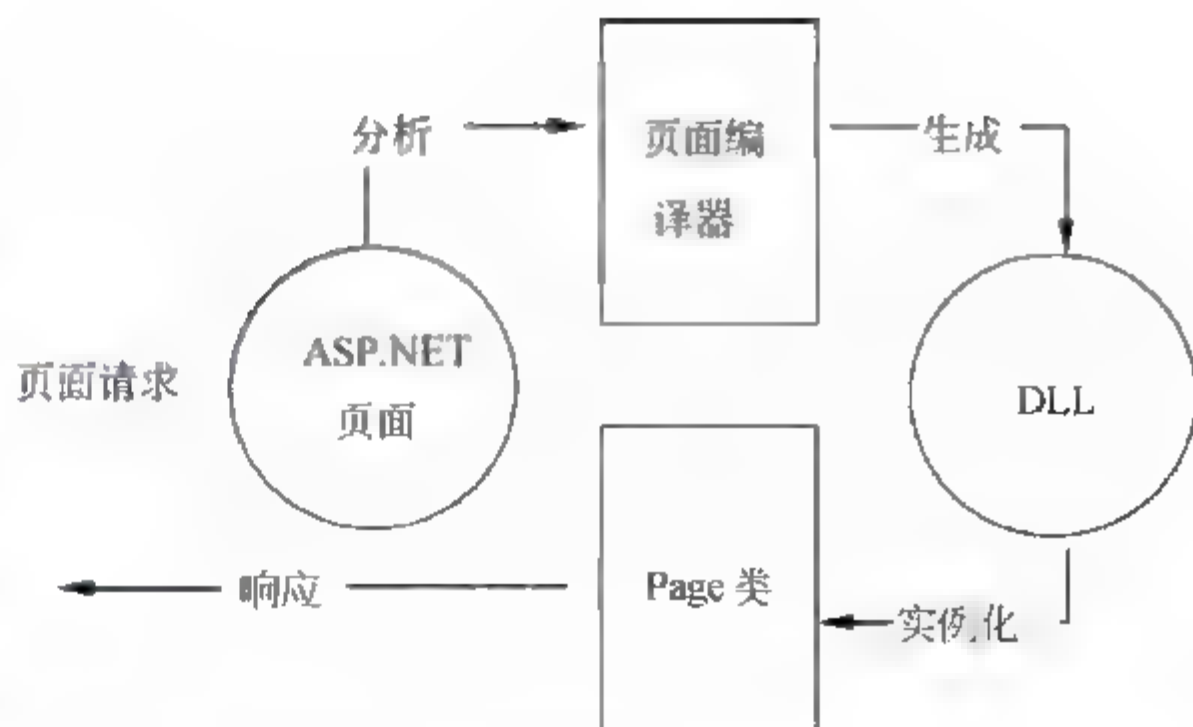 分析
页面编
译器
生成
ASP.NET
页面
页面请求
DLL
响应
Page 类
实例化